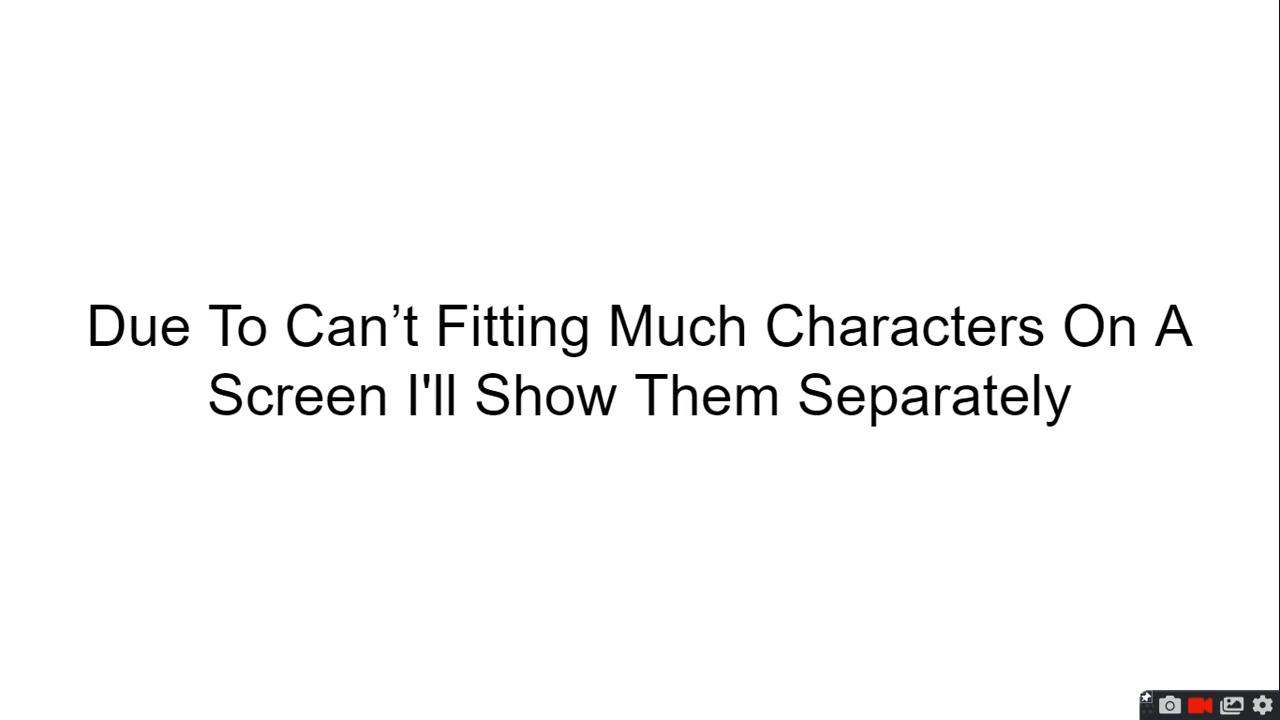 Due To Can’t Fitting Much Characters On A
Screen I'll Show Them Separately